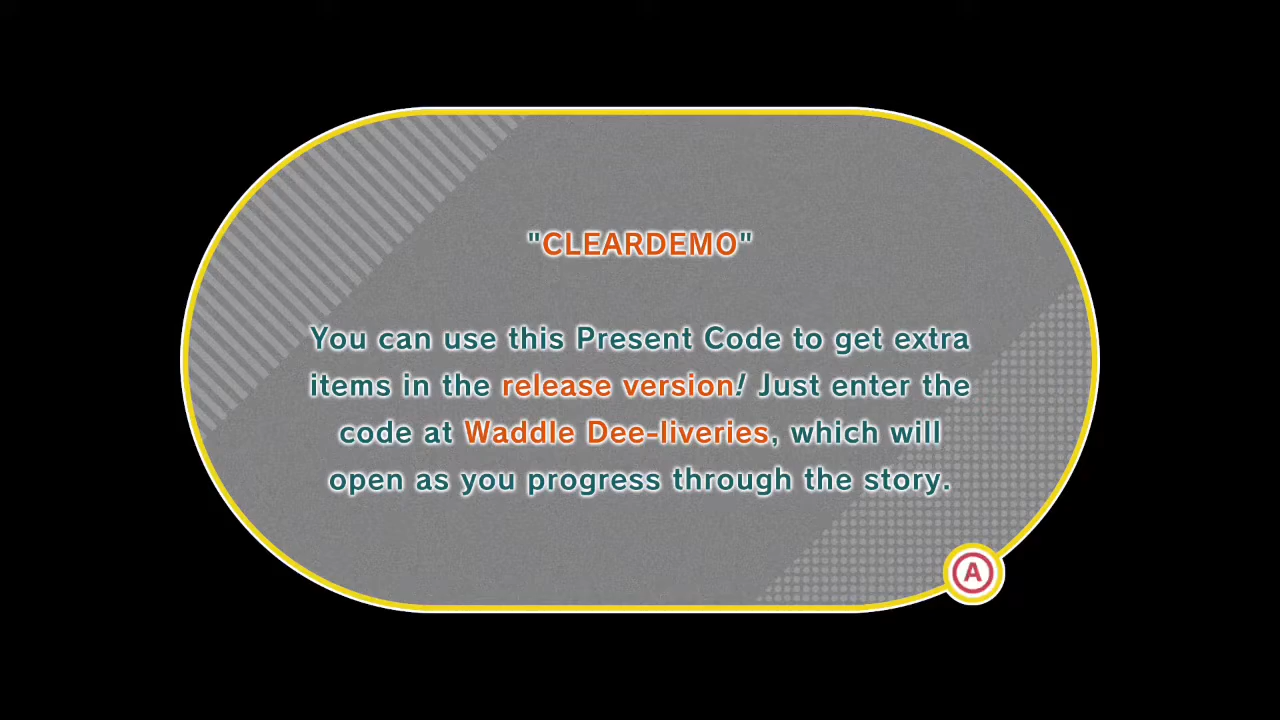 "CLEARDEMO"
You can use this Present Code to get extra
items in the release version! Just enter the
code at Waddle Dee-liveries, which will
open as you progress through the story.
A